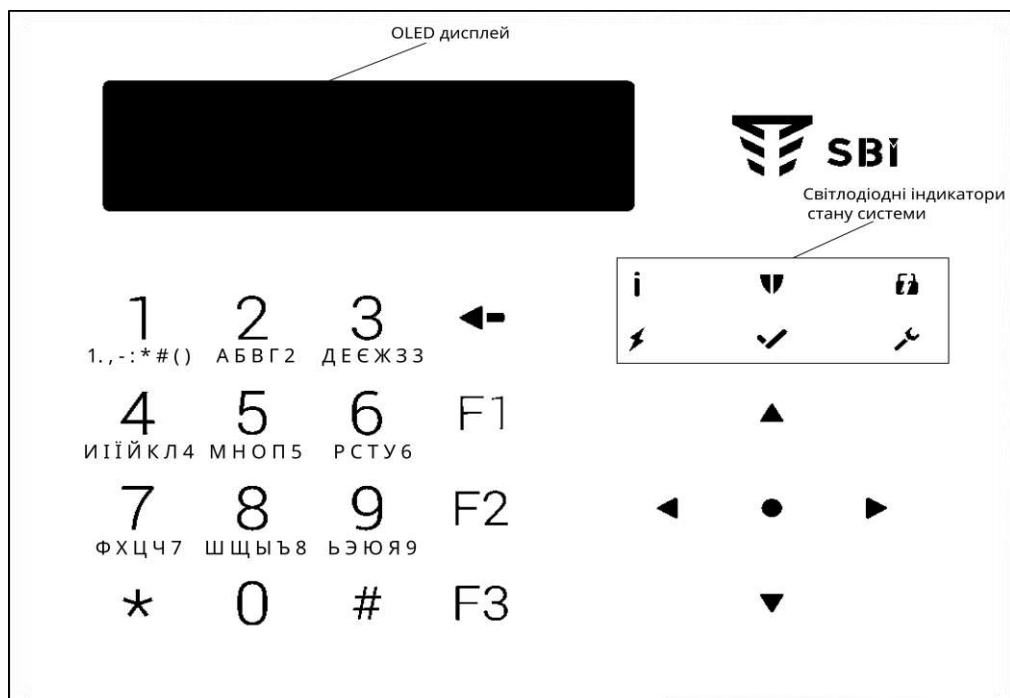 OLED дисплей
SBi
Світлодіодні індикатори
стану системи
1 2 3
1.,-:*#() АБВГ2 ДЕЄЖЗ3
4 5 6 F1
ИІЇЙКЛ4 МНОП5 РСТУ6
7 8 9 F2
ФХЦЧ7 ШЩЫЪ8 ЬЭЮЯ9
* 0 # F3